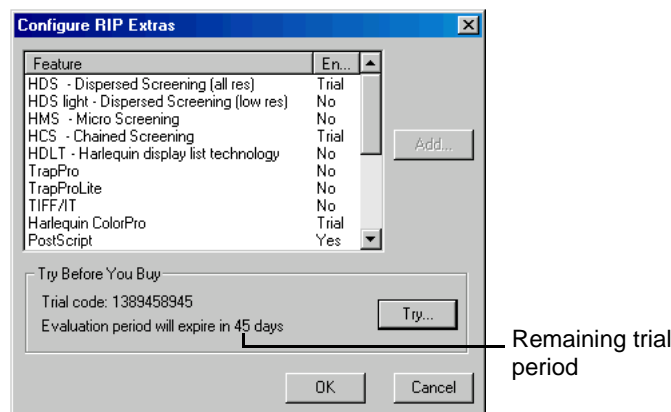 Configure RIP Extras
Feature En...
HDS - Dispersed Screening (all res) Trial
HDS light - Dispersed Screening (low res) No
HMS - Micro Screening No
HCS - Chained Screening Trial
HDLT - Harlequin display list technology No
TrapPro No
TrapProLite No
TIFF/IT No
Harlequin ColorPro Trial
PostScript Yes
Add...
Try Before You Buy
Trial code: 1389458945
Evaluation period will expire in 45 days
Try...
Remaining trial
period
OK Cancel